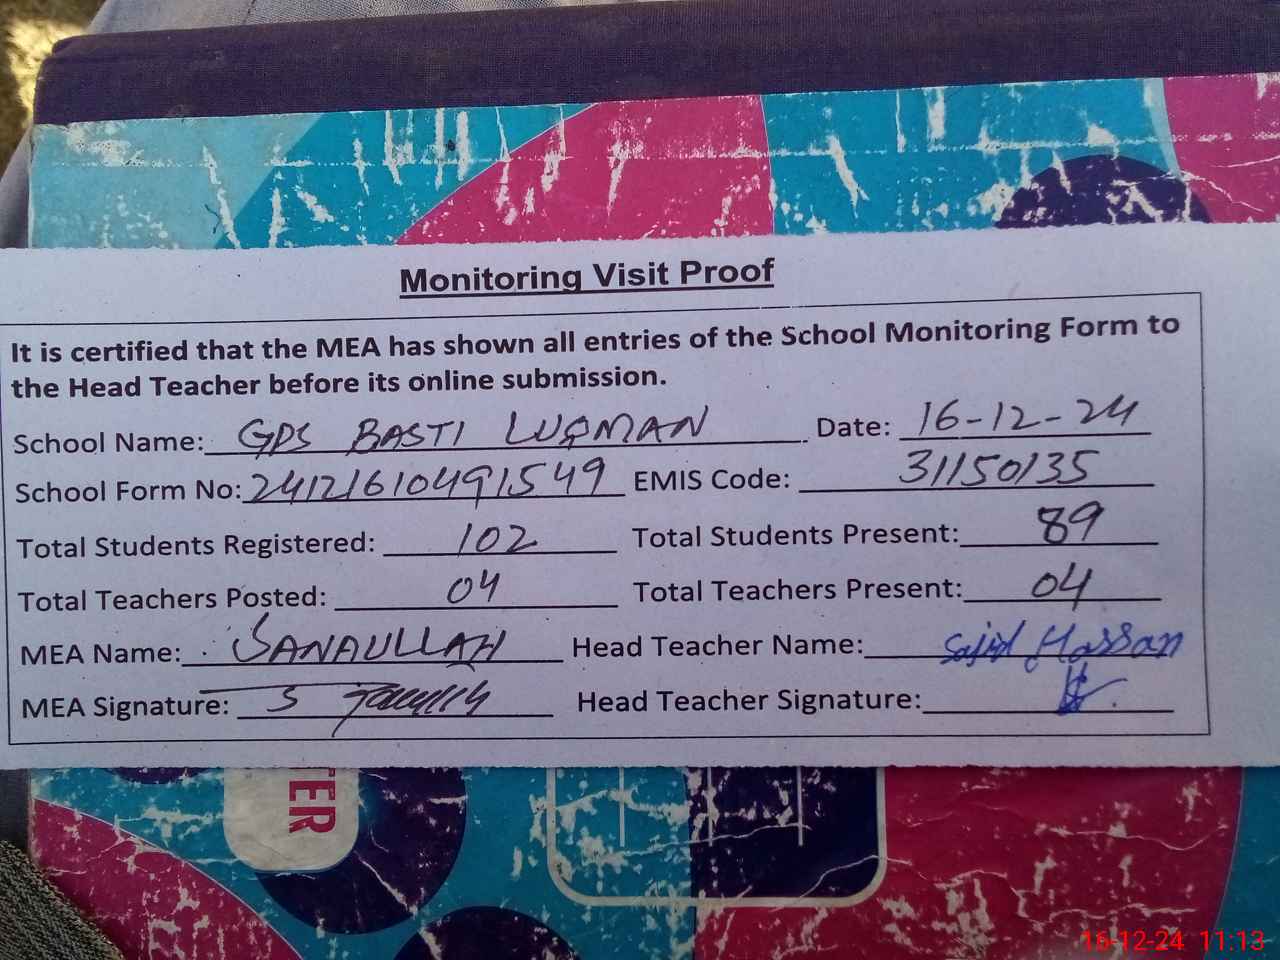 Monitoring Visit Proof
It is certified that the MEA has shown all entries of the School Monitoring Form to
the Head Teacher before its online submission.
School Name: GPS BASTI LUQMAN Date: 16-12-24
School Form No: 24121610491549 EMIS Code: 31150135
Total Students Registered: 102 Total Students Present: 89
Total Teachers Posted: 04 Total Teachers Present: 04
MEA Name: SANAULLAH Head Teacher Name: Sajid Hassan
MEA Signature: Head Teacher Signature:
TER
16-12-24 11:13